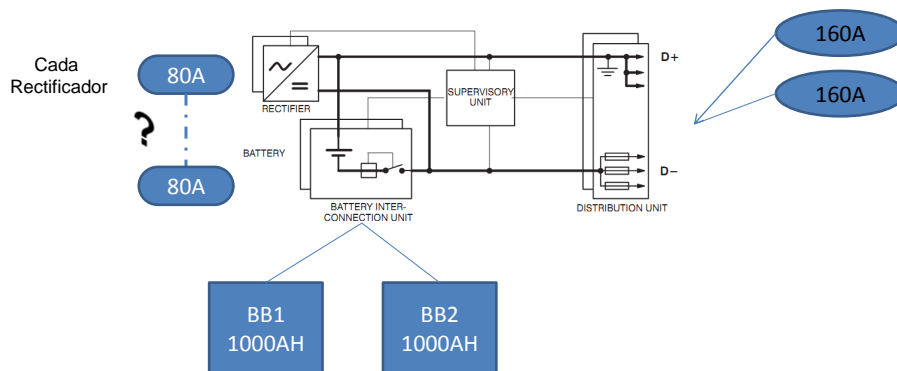 Cada
Rectificador
80A
?
80A
RECTIFIER
BATTERY
SUPERVISORY
UNIT
BATTERY INTER-
CONNECTION UNIT
D+
D−
DISTRIBUTION UNIT
160A
160A
BB1
1000AH
BB2
1000AH